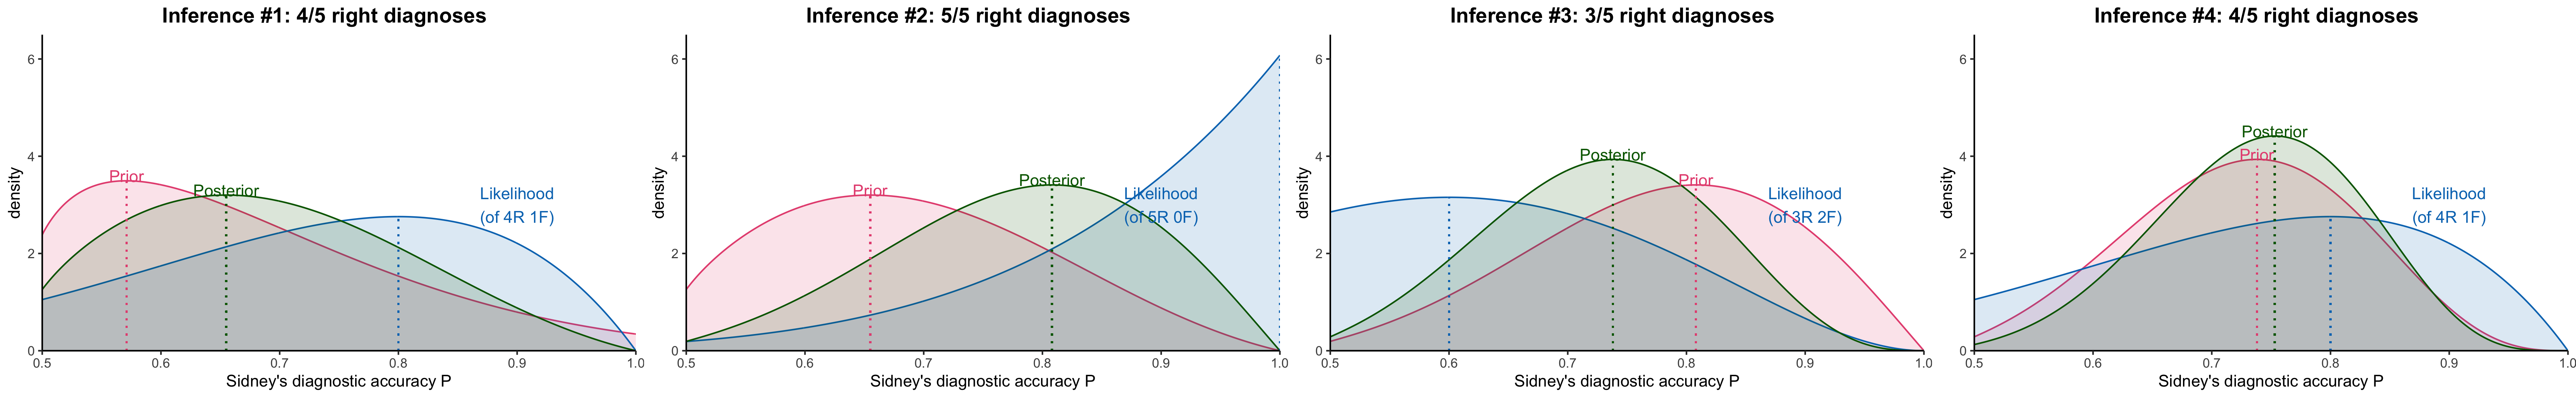 Inference #1: 4/5 right diagnoses
6
4
2
0
density
Prior
Posterior
Likelihood
(of 4R 1F)
0.5 0.6 0.7 0.8 0.9 1.0
Sidney's diagnostic accuracy P
Inference #2: 5/5 right diagnoses
6
4
2
0
density
Prior
Posterior
Likelihood
(of 5R 0F)
0.5 0.6 0.7 0.8 0.9 1.0
Sidney's diagnostic accuracy P
Inference #3: 3/5 right diagnoses
6
4
2
0
density
Posterior
Prior
Likelihood
(of 3R 2F)
0.5 0.6 0.7 0.8 0.9 1.0
Sidney's diagnostic accuracy P
Inference #4: 4/5 right diagnoses
6
4
2
0
density
Posterior
Prior
Likelihood
(of 4R 1F)
0.5 0.6 0.7 0.8 0.9 1.0
Sidney's diagnostic accuracy P